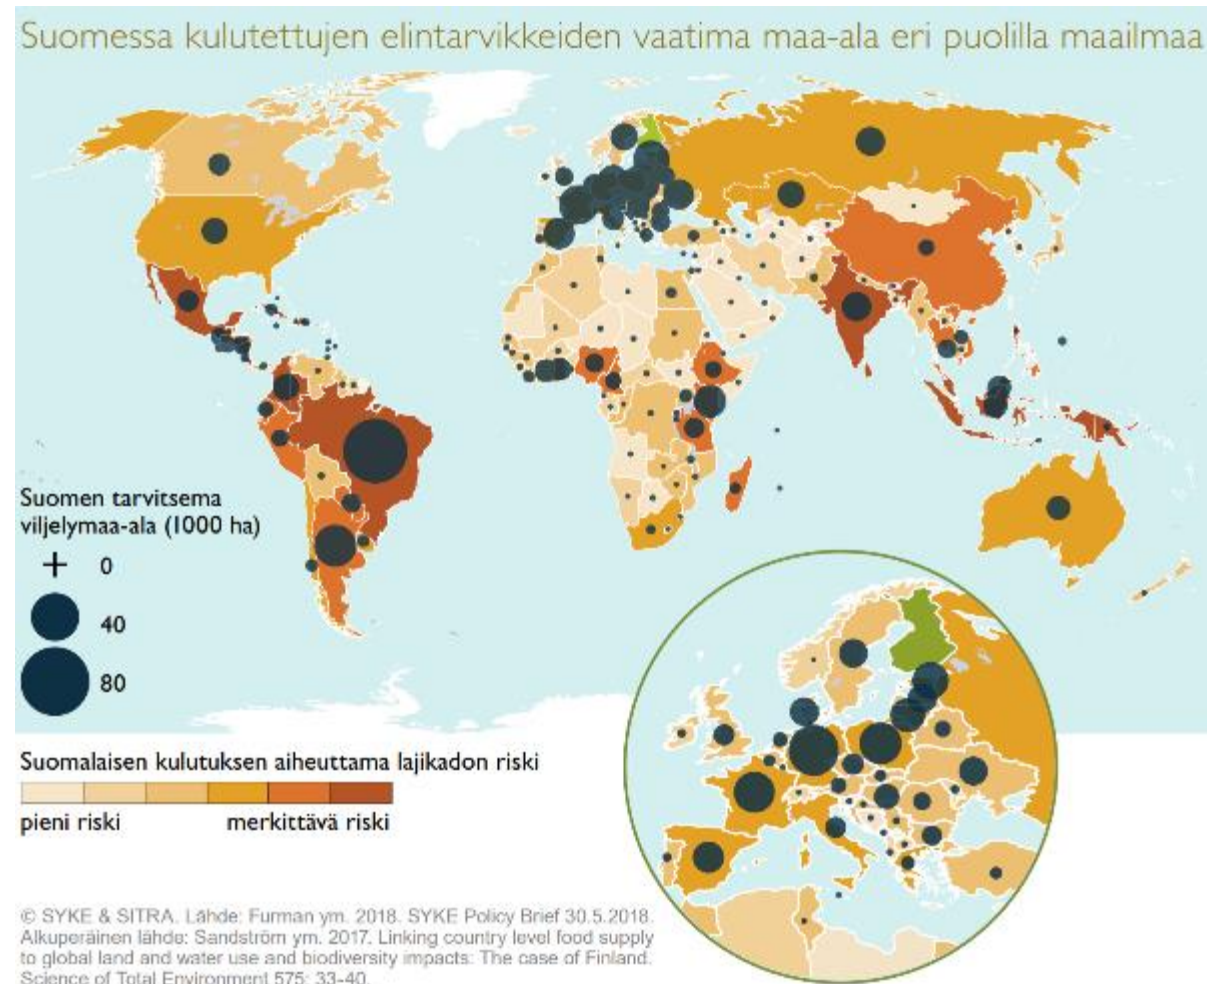 Suomessa kulutettujen elintarvikkeiden vaatima maa-ala eri puolilla maailmaa
Suomen tarvitsema
viljelymaa-ala (1000 ha)
0
40
80
Suomalaisen kulutuksen aiheuttama lajikadon riski
pieni riski merkittävä riski
© SYKE & SITRA. Lähde: Furman ym. 2018. SYKE Policy Brief 30.5.2018.
Alkuperäinen lähde: Sandström ym. 2017. Linking country level food supply
to global land and water use and biodiversity impacts: The case of Finland.
Science of Total Environment 575: 33-40.